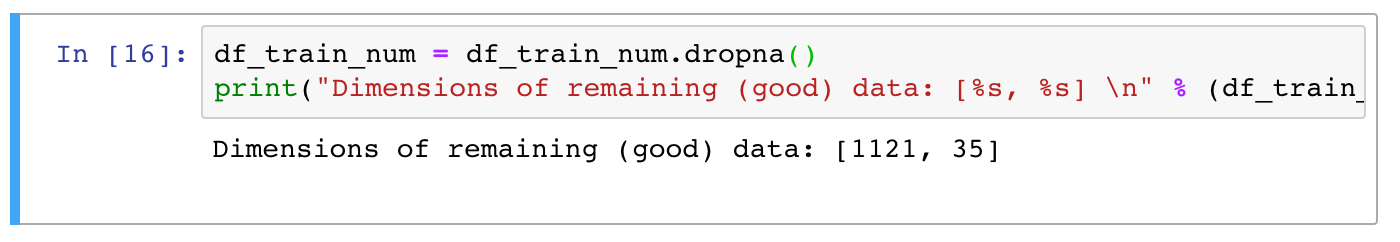 In [16]: df_train_num = df_train_num.dropna()
print("Dimensions of remaining (good) data: [%s, %s] \n" % (df_train_
Dimensions of remaining (good) data: [1121, 35]